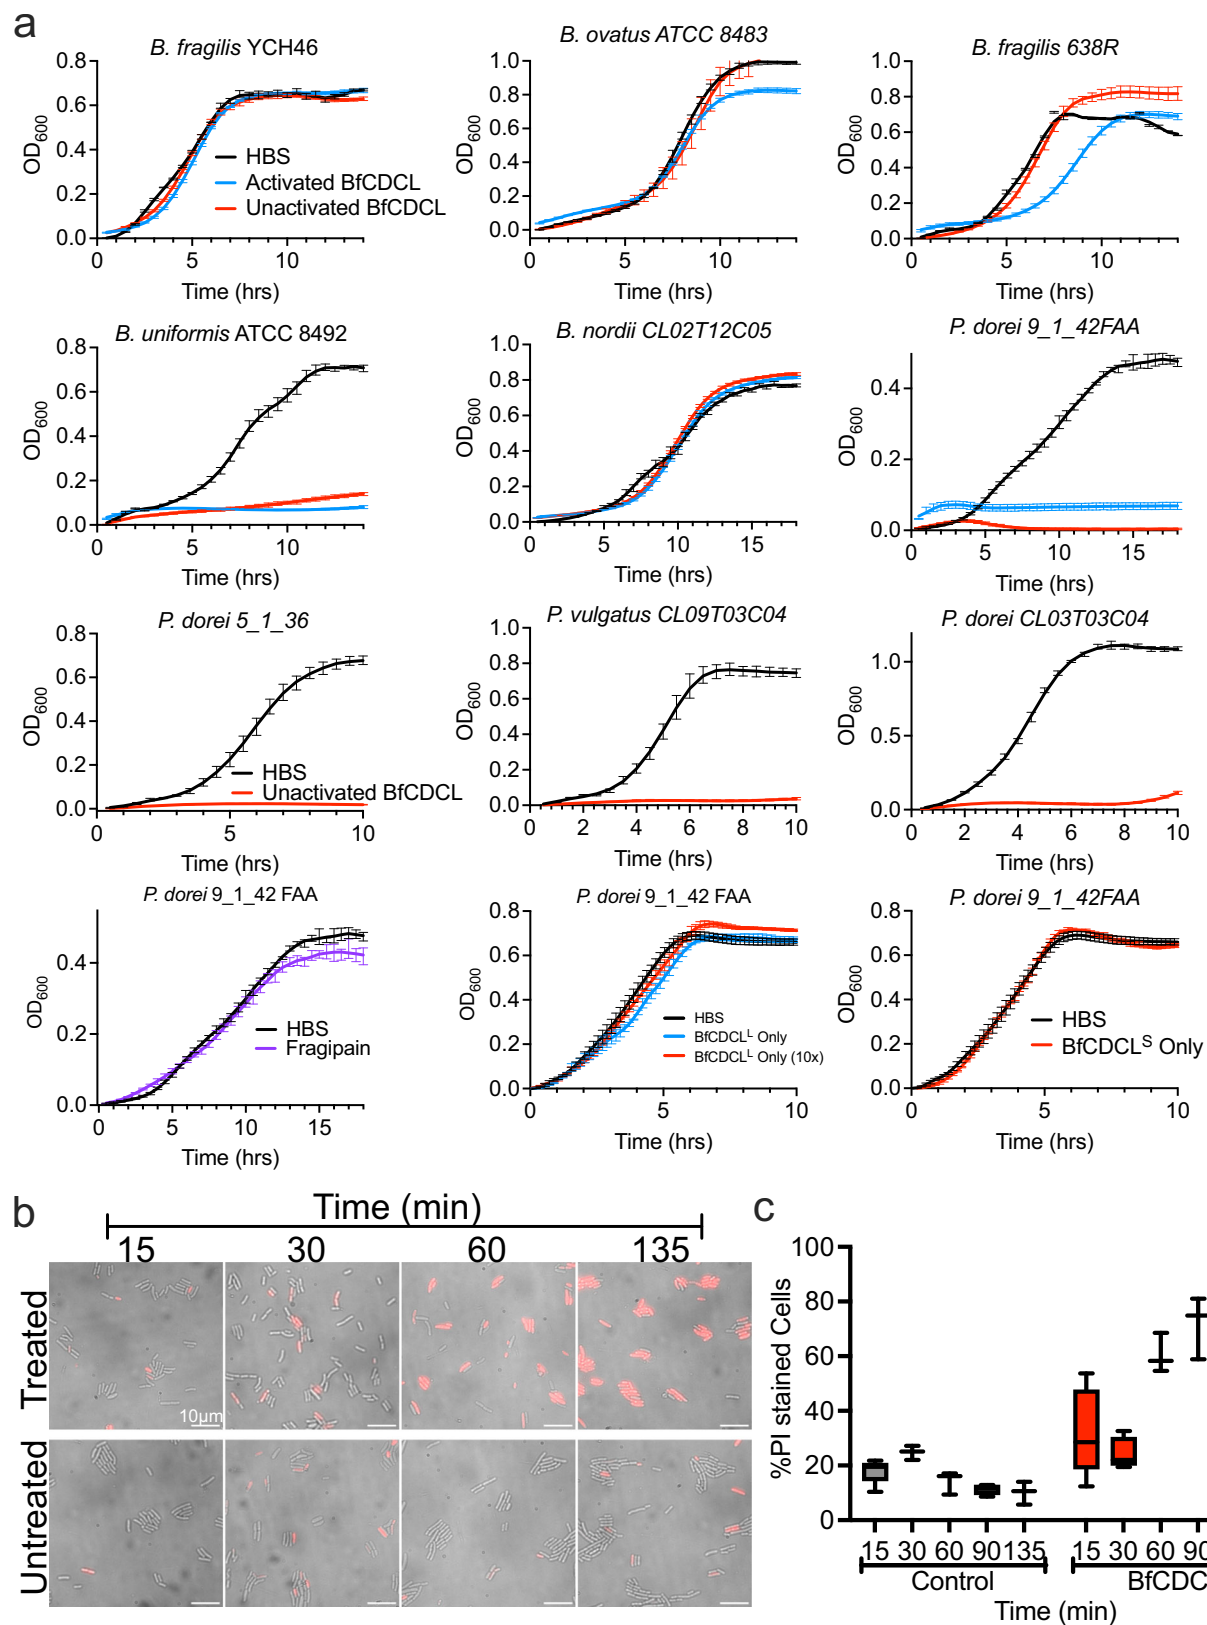 a
B. fragilis YCH46
B. ovatus ATCC 8483
B. fragilis 638R
OD600
0.8
0.6
0.4
0.2
0.0
HBS
Activated BfCDCL
Unactivated BfCDCL
0 5 10
Time (hrs)
OD600
1.0
0.8
0.6
0.4
0.2
0.0
0 5 10
Time (hrs)
OD600
1.0
0.8
0.6
0.4
0.2
0.0
0 5 10
Time (hrs)
B. uniformis ATCC 8492
B. nordii CL02T12C05
P. dorei 9_1_42FAA
OD600
0.8
0.6
0.4
0.2
0.0
0 5 10
Time (hrs)
OD600
1.0
0.8
0.6
0.4
0.2
0.0
0 5 10 15
Time (hrs)
OD600
0.4
0.2
0.0
0 5 10 15
Time (hrs)
P. dorei 5_1_36
P. vulgatus CL09T03C04
P. dorei CL03T03C04
OD600
0.8
0.6
0.4
0.2
0.0
HBS
Unactivated BfCDCL
0 5 10
Time (hrs)
OD600
1.0
0.8
0.6
0.4
0.2
0.0
0 2 4 6 8 10
Time (hrs)
OD600
1.0
0.5
0.0
0 2 4 6 8 10
Time (hrs)
P. dorei 9_1_42 FAA
P. dorei 9_1_42 FAA
P. dorei 9_1_42FAA
OD600
0.4
0.2
0.0
HBS
Fragipain
0 5 10 15
Time (hrs)
OD600
0.8
0.6
0.4
0.2
0.0
HBS
BfCDCL^L Only
BfCDCL^L Only (10x)
0 5 10
Time (hrs)
OD600
0.8
0.6
0.4
0.2
0.0
HBS
BfCDCL^S Only
0 5 10
Time (hrs)
b
Time (min)
15 30 60 135
Treated
10μm
Untreated
c
%PI stained Cells
100
80
60
40
20
0
15 30 60 90 135 15 30 60 90
Control BfCDC
Time (min)